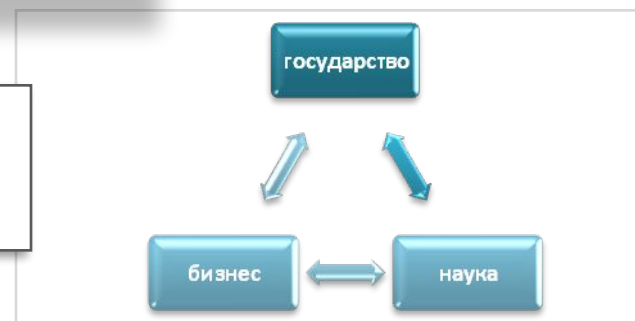 государство
бизнес
наука